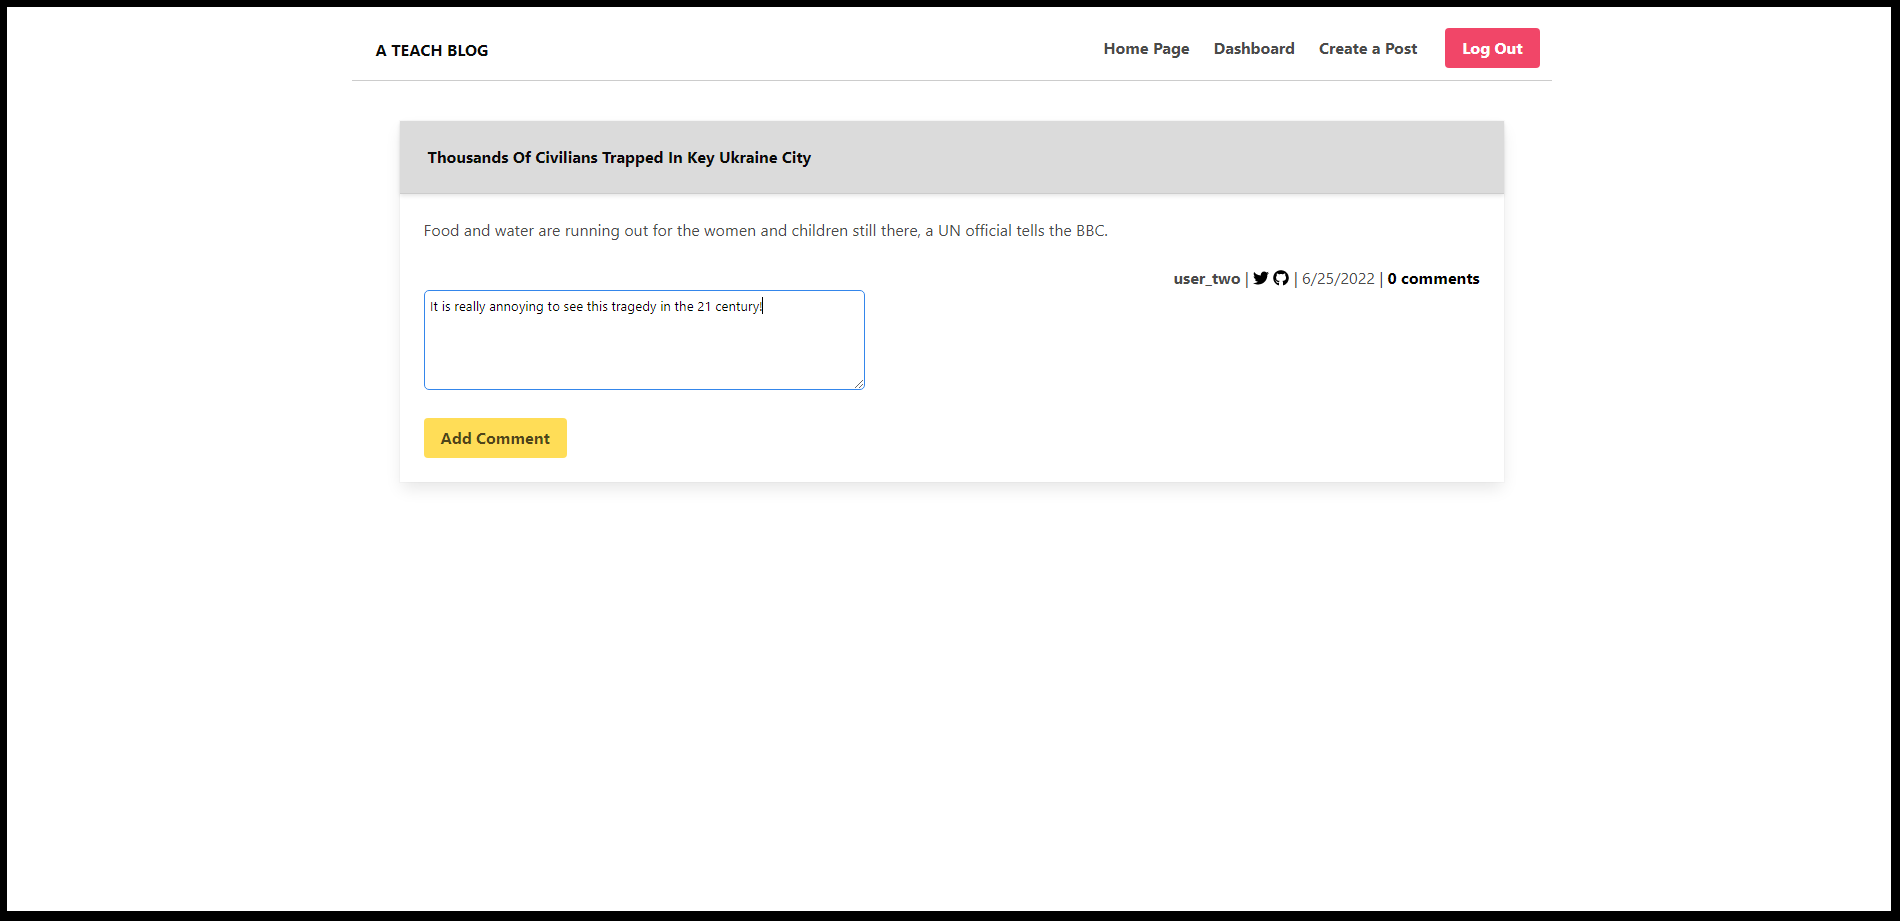 A TEACH BLOG
Home Page Dashboard Create a Post Log Out
Thousands Of Civilians Trapped In Key Ukraine City
Food and water are running out for the women and children still there, a UN official tells the BBC.
user_two | | 6/25/2022 | 0 comments
It is really annoying to see this tragedy in the 21 century!
Add Comment